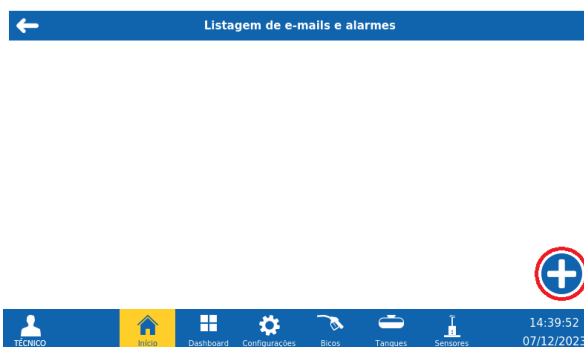 Listagem de e-mails e alarmes
TÉCNICO
Início
Dashboard
Configurações
Bicos
Tanques
Sensores
14:39:52
07/12/2023